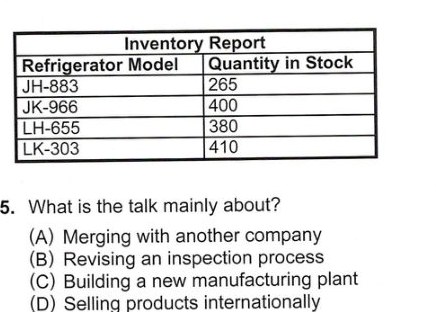 Inventory Report
Refrigerator Model Quantity in Stock
JH-883 265
JK-966 400
LH-655 380
LK-303 410
5. What is the talk mainly about?
(A) Merging with another company
(B) Revising an inspection process
(C) Building a new manufacturing plant
(D) Selling products internationally